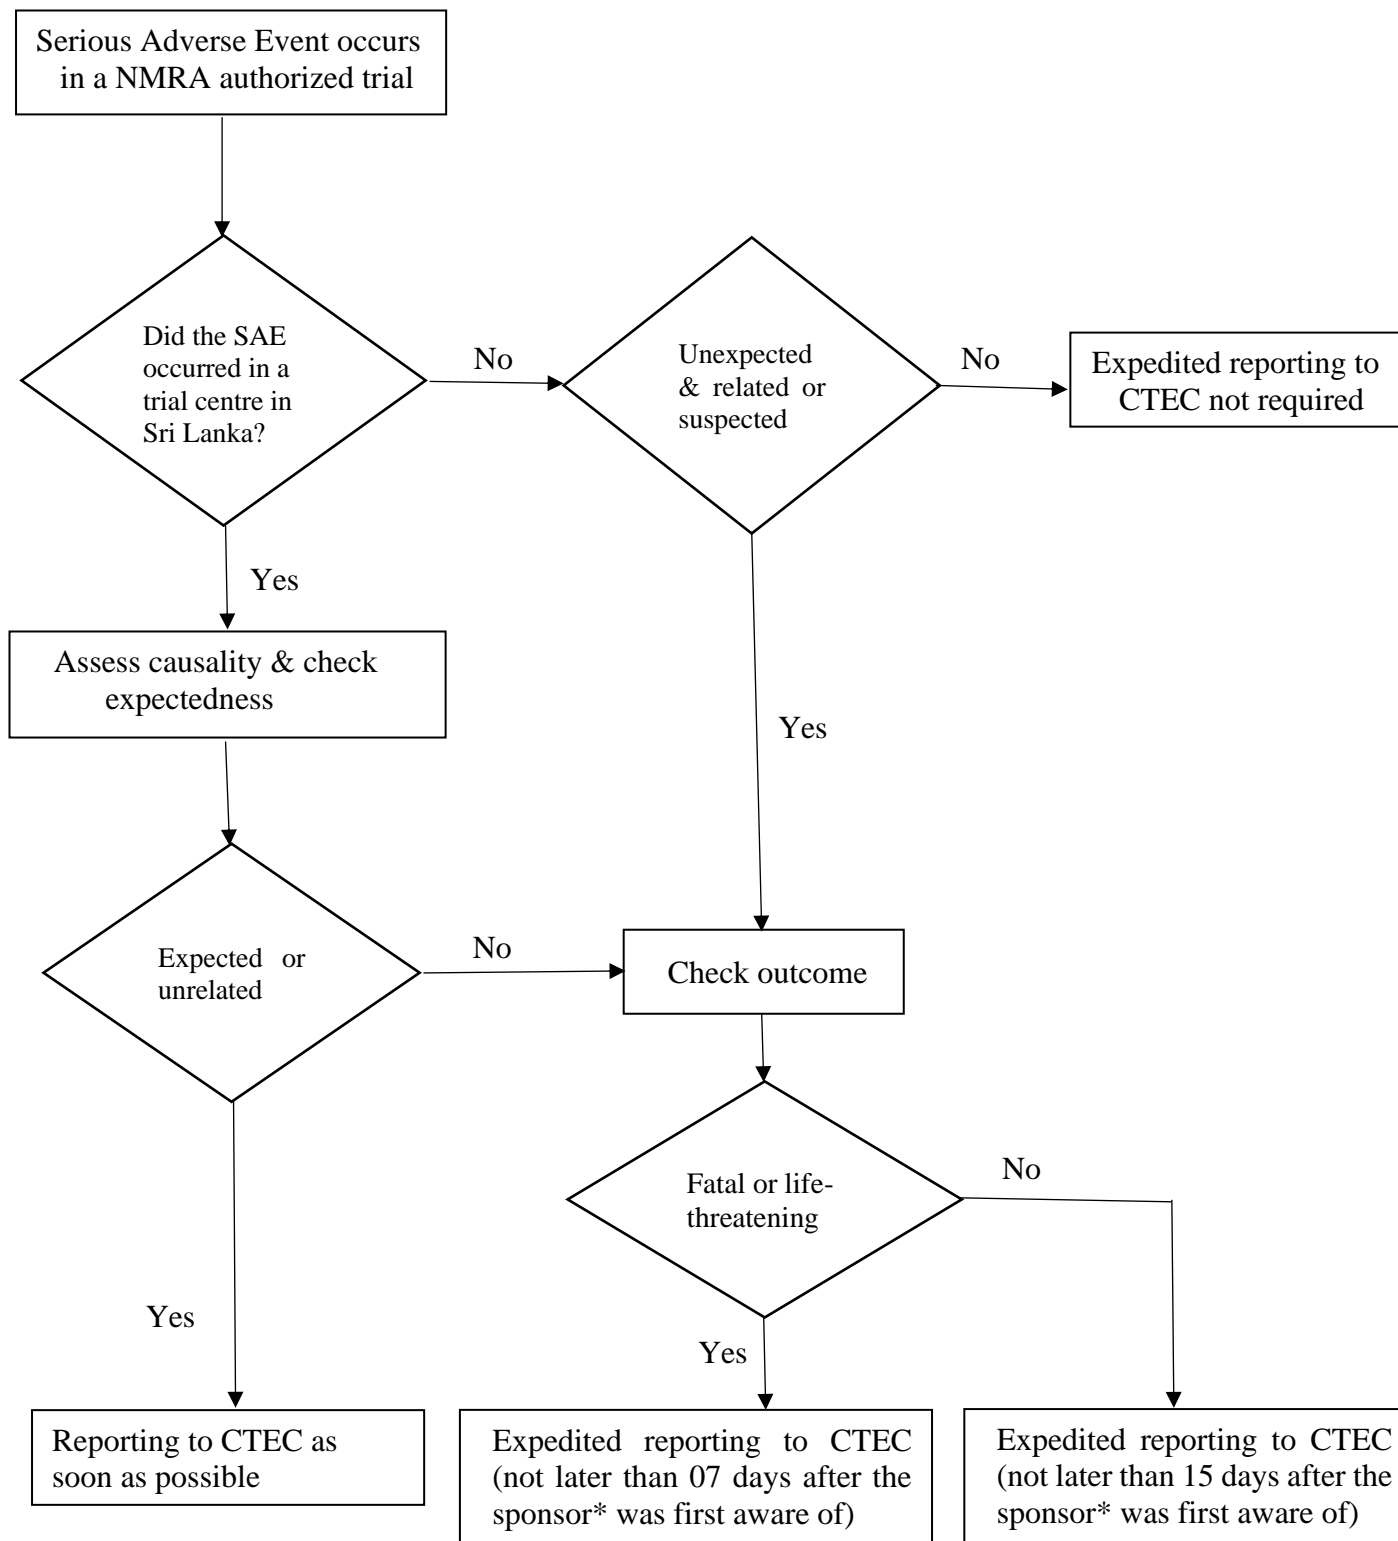 Serious Adverse Event occurs
in a NMRA authorized trial
Did the SAE
occurred in a
trial centre in
Sri Lanka?
No
Unexpected
& related or
suspected
No
Expedited reporting to
CTEC not required
Yes
Assess causality & check
expectedness
Yes
Expected or
unrelated
No
Check outcome
Fatal or life-
threatening
No
Yes
Yes
Reporting to CTEC as
soon as possible
Expedited reporting to CTEC
(not later than 07 days after the
sponsor* was first aware of)
Expedited reporting to CTEC
(not later than 15 days after the
sponsor* was first aware of)